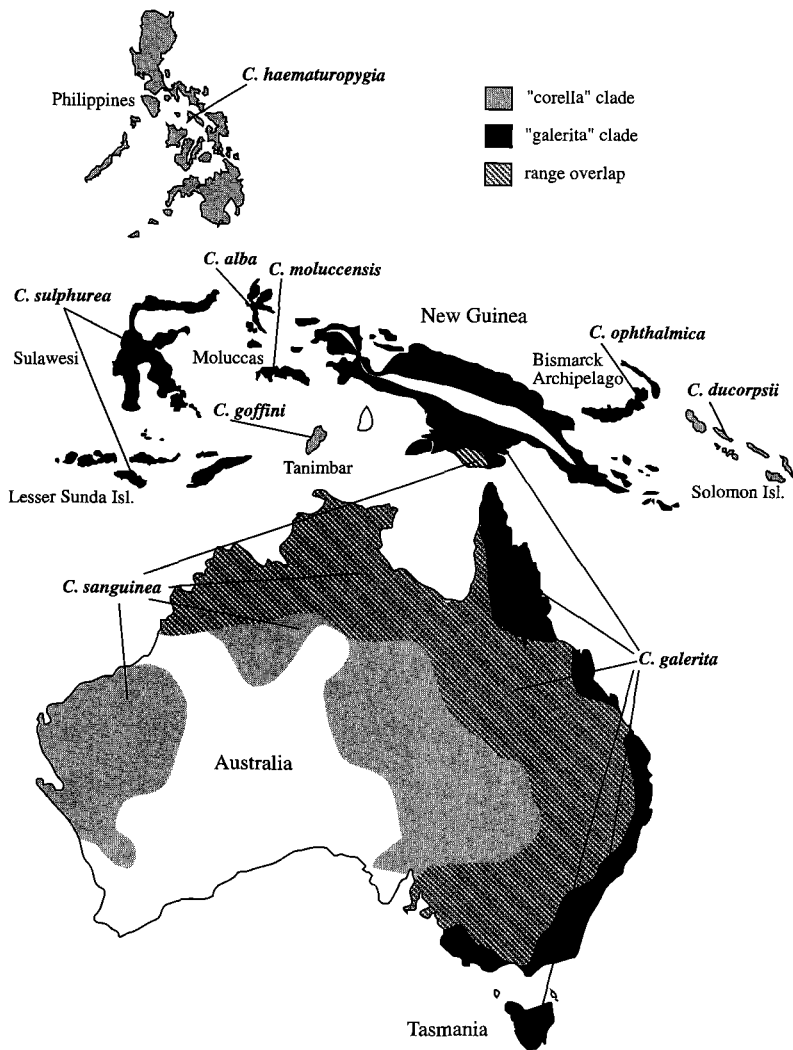 C. haematuropygia
Philippines
"corella" clade
"galerita" clade
range overlap
C. alba
C. moluccensis
C. sulphurea
New Guinea
C. ophthalmica
Sulawesi
Moluccas
Bismarck
Archipelago
C. ducorpsii
C. goffini
Tanimbar
Lesser Sunda Isl.
Solomon Isl.
C. sanguinea
C. galerita
Australia
Tasmania